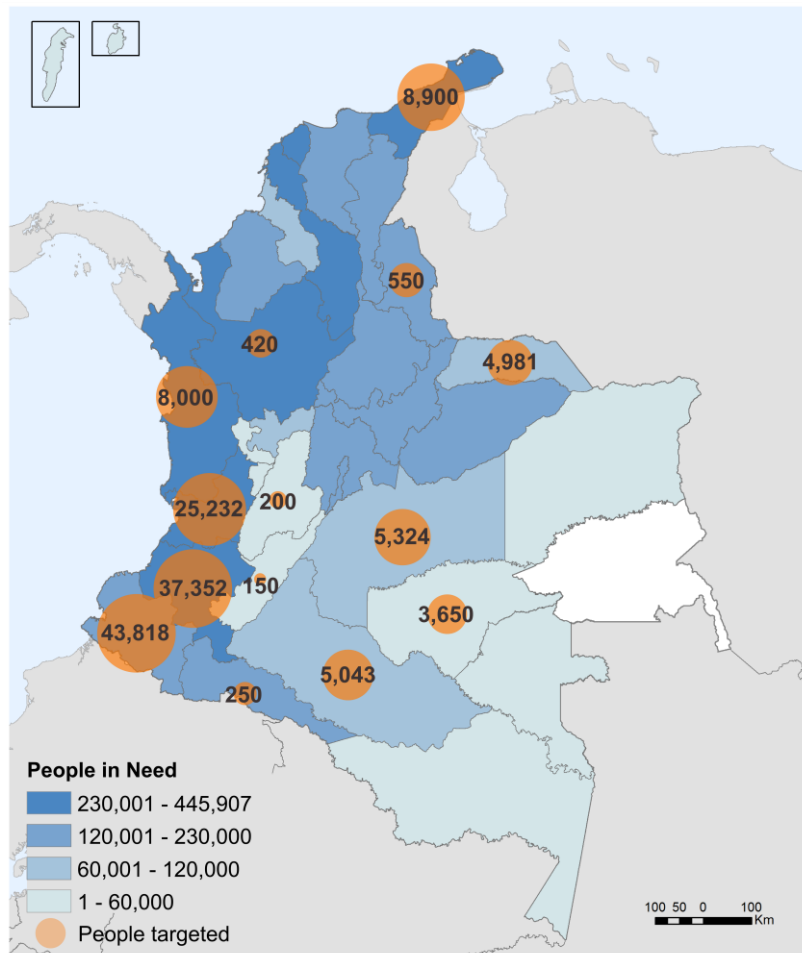 8,900
550
420
4,981
8,000
200
25,232
5,324
150
37,352
3,650
43,818
5,043
250
People in Need
230,001 - 445,907
120,001 - 230,000
60,001 - 120,000
1 - 60,000
People targeted
100 50 0 100
Km